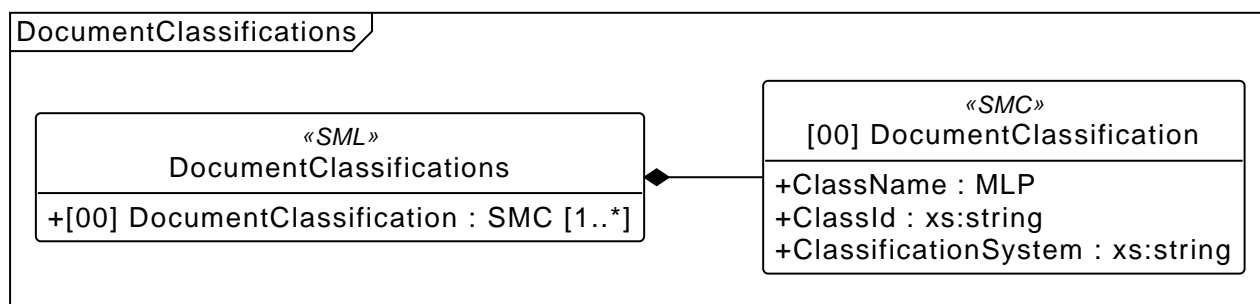 DocumentClassifications
«SML»
DocumentClassifications
+[00] DocumentClassification : SMC [1..*]
«SMC»
[00] DocumentClassification
+ClassName : MLP
+ClassId : xs:string
+ClassificationSystem : xs:string